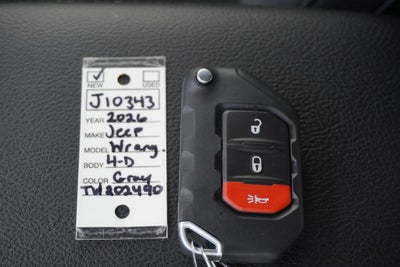 NEW USED
J10343
YEAR 2026
MAKE Jeep
MODEL Wrang.
BODY 4-D
COLOR Gray
TW202490